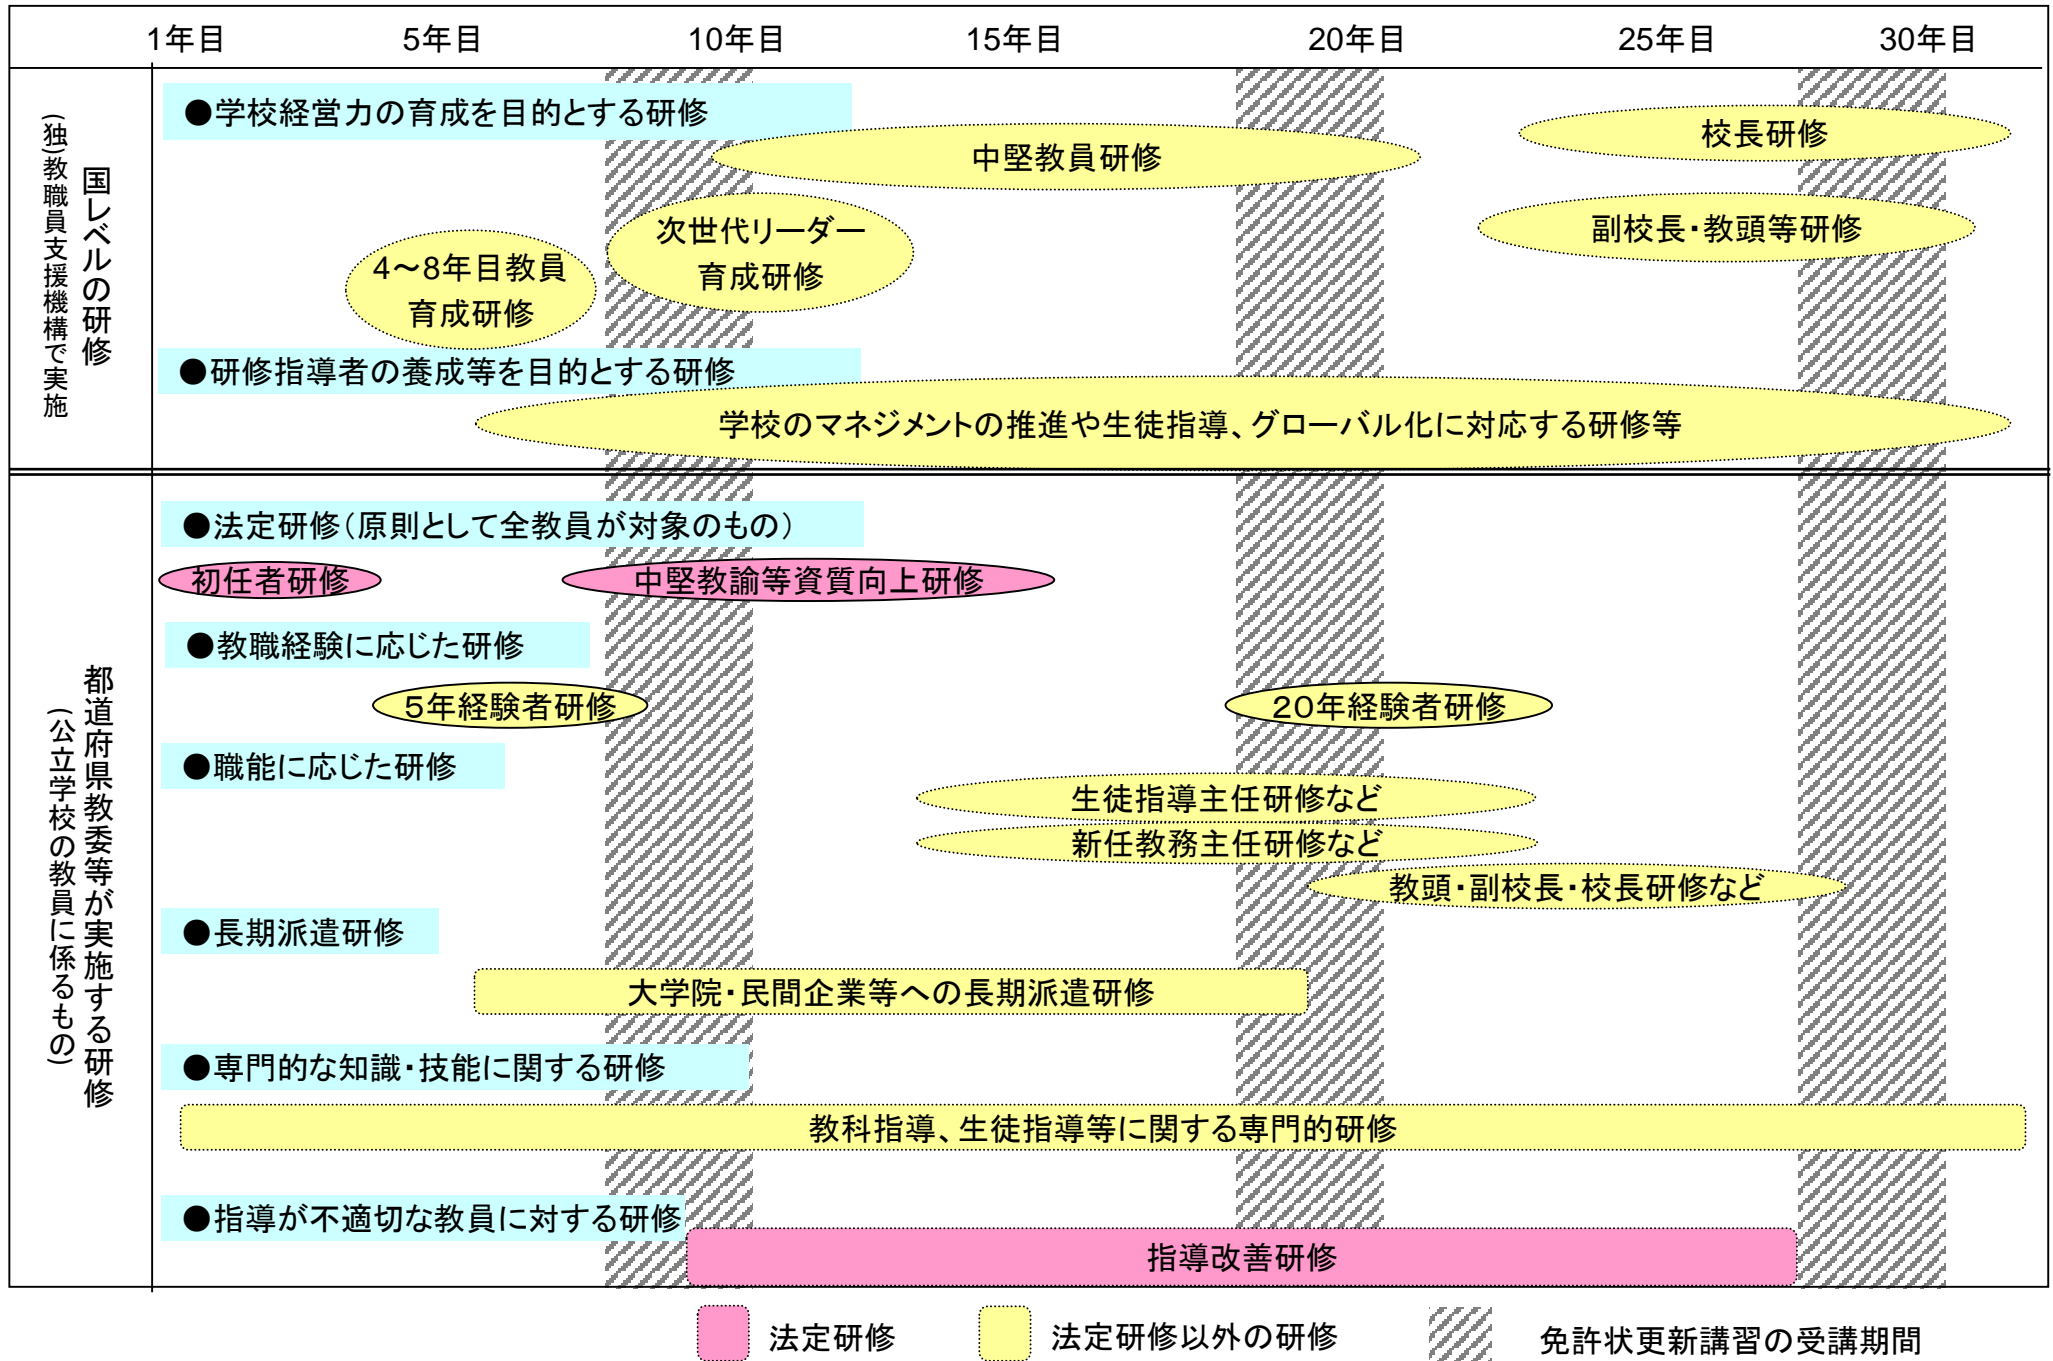 1年目 5年目 10年目 15年目 20年目 25年目 30年目
国レベルの研修
(独)教職員支援機構で実施
●学校経営力の育成を目的とする研修
中堅教員研修
校長研修
次世代リーダー
育成研修
副校長・教頭等研修
4～8年目教員
育成研修
●研修指導者の養成等を目的とする研修
学校のマネジメントの推進や生徒指導、グローバル化に対応する研修等
都道府県教委等が実施する研修
(公立学校の教員に係るもの)
●法定研修(原則として全教員が対象のもの)
初任者研修
中堅教諭等資質向上研修
●教職経験に応じた研修
５年経験者研修
２０年経験者研修
●職能に応じた研修
生徒指導主任研修など
新任教務主任研修など
教頭・副校長・校長研修など
●長期派遣研修
大学院・民間企業等への長期派遣研修
●専門的な知識・技能に関する研修
教科指導、生徒指導等に関する専門的研修
●指導が不適切な教員に対する研修
指導改善研修
法定研修
法定研修以外の研修
免許状更新講習の受講期間